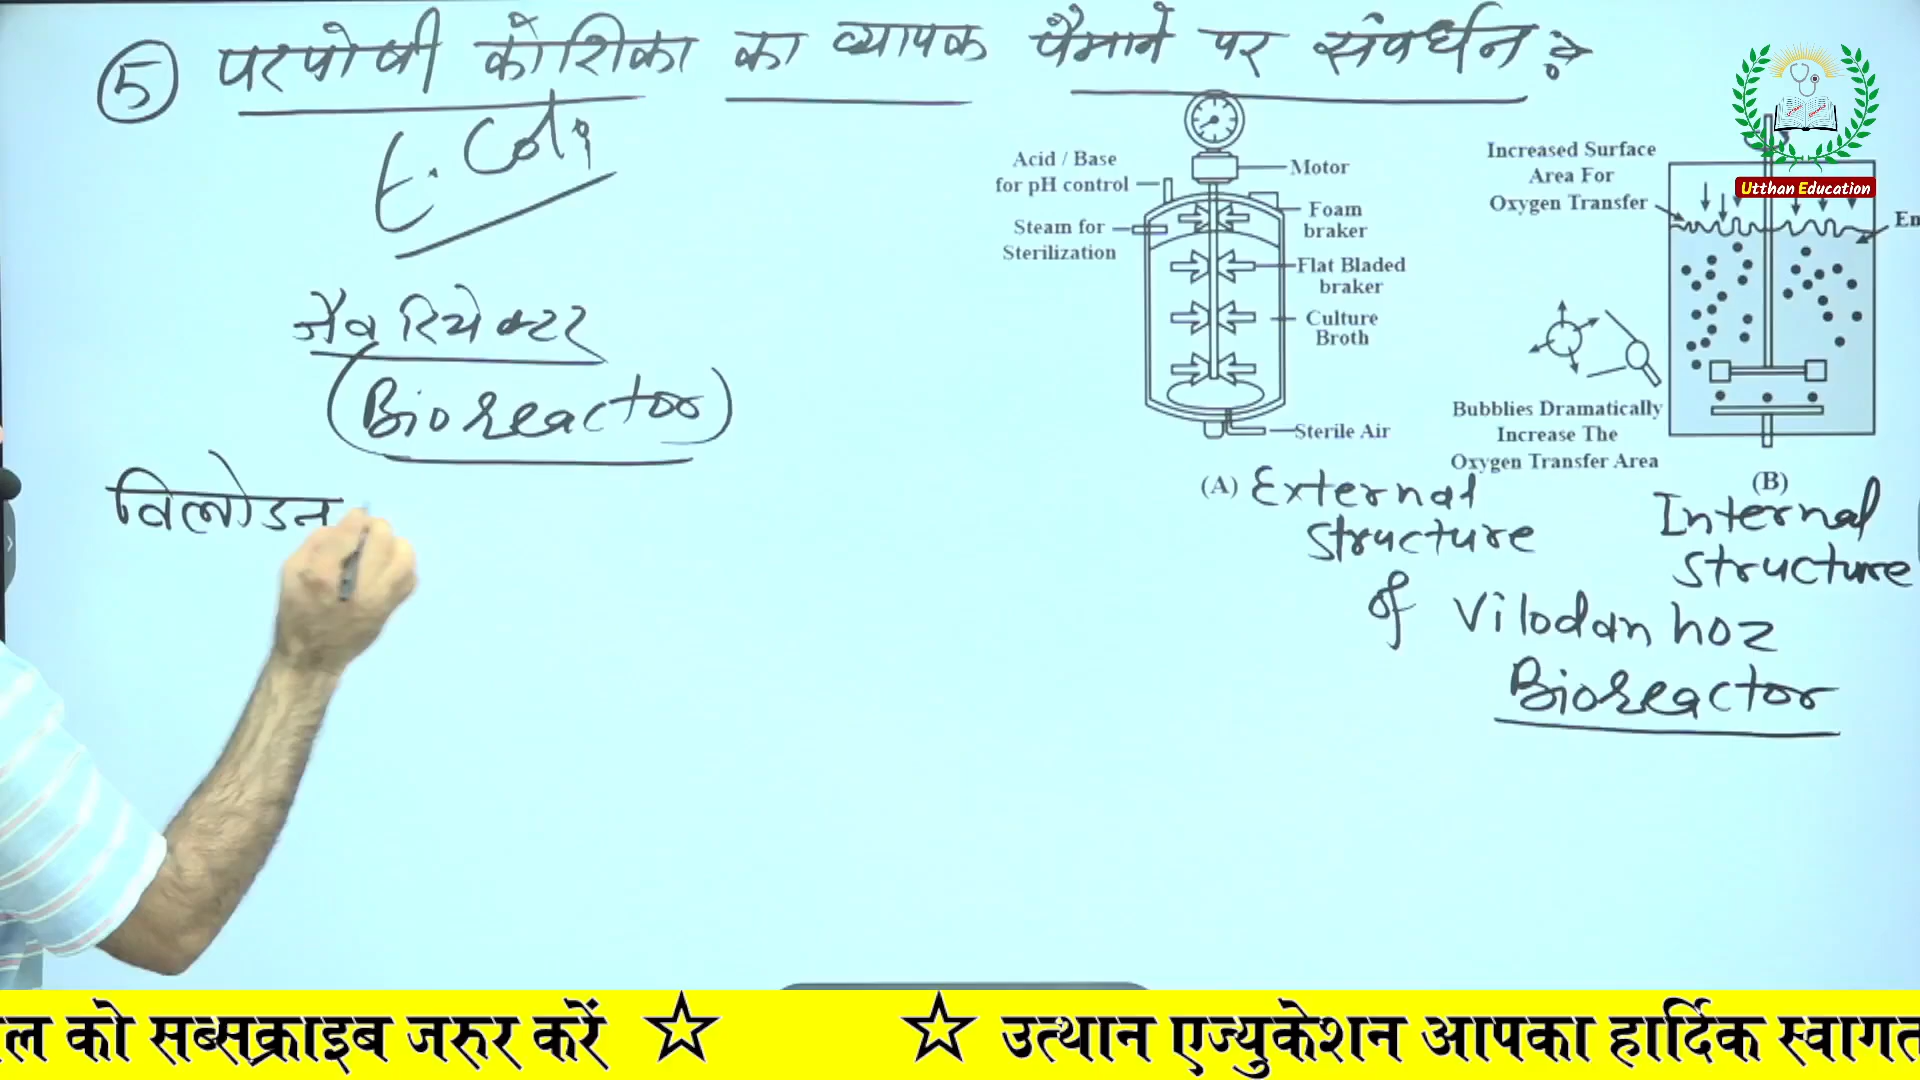 5 परपोषी कोशिका का व्यापक पैमाने पर संवर्धन :-
E. Coli
जैव रियेक्टर
(Bioreactor)
विलोडन
Acid / Base
for pH control
Steam for
Sterilization
Motor
Foam
braker
Flat Bladed
braker
Culture
Broth
Sterile Air
(A) External
structure
of Vilodan hoz
Bioreactor
Increased Surface
Area For
Oxygen Transfer
Bubblies Dramatically
Increase The
Oxygen Transfer Area
(B)
Internal
structure
Utthan Education
को सब्सक्राइब जरुर करें ☆ ☆ उत्थान एज्युकेशन आपका हार्दिक स्वागत